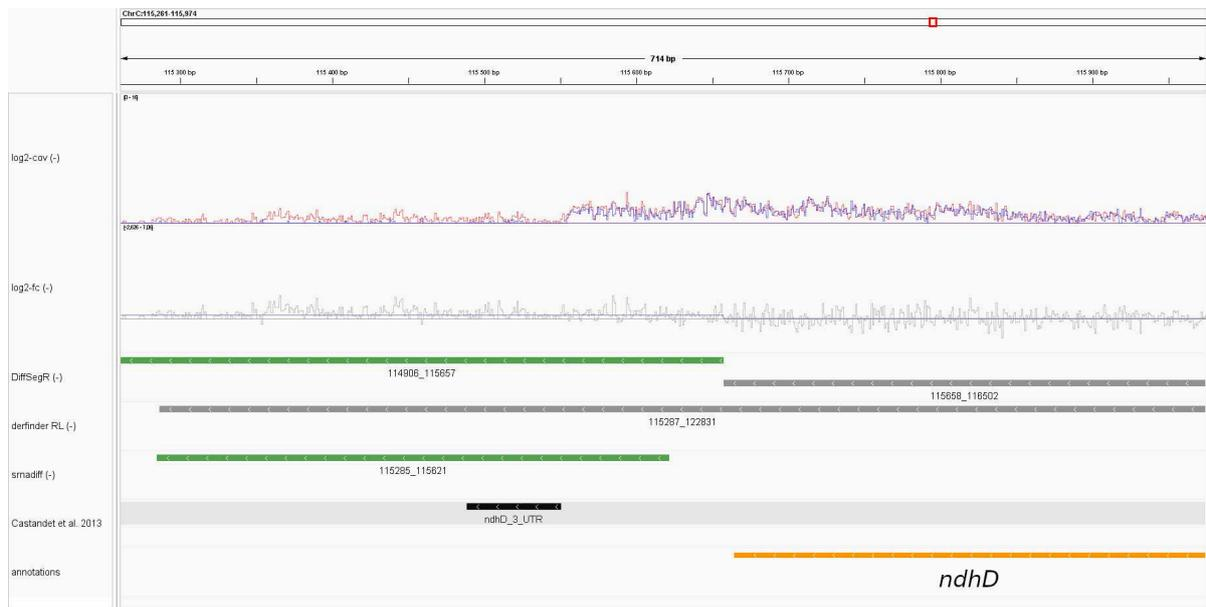 ChrC:115,261-115,974
714 bp
115 300 bp 115 400 bp 115 500 bp 115 600 bp 115 700 bp 115 800 bp 115 900 bp
log2-cov (-)
log2-fc (-)
DiffSegR (-)
114906_115657
115658_116502
derfinder RL (-)
115287_122831
srnadiff (-)
115285_115621
Castandet et al. 2013
ndhD_3_UTR
annotations
ndhD